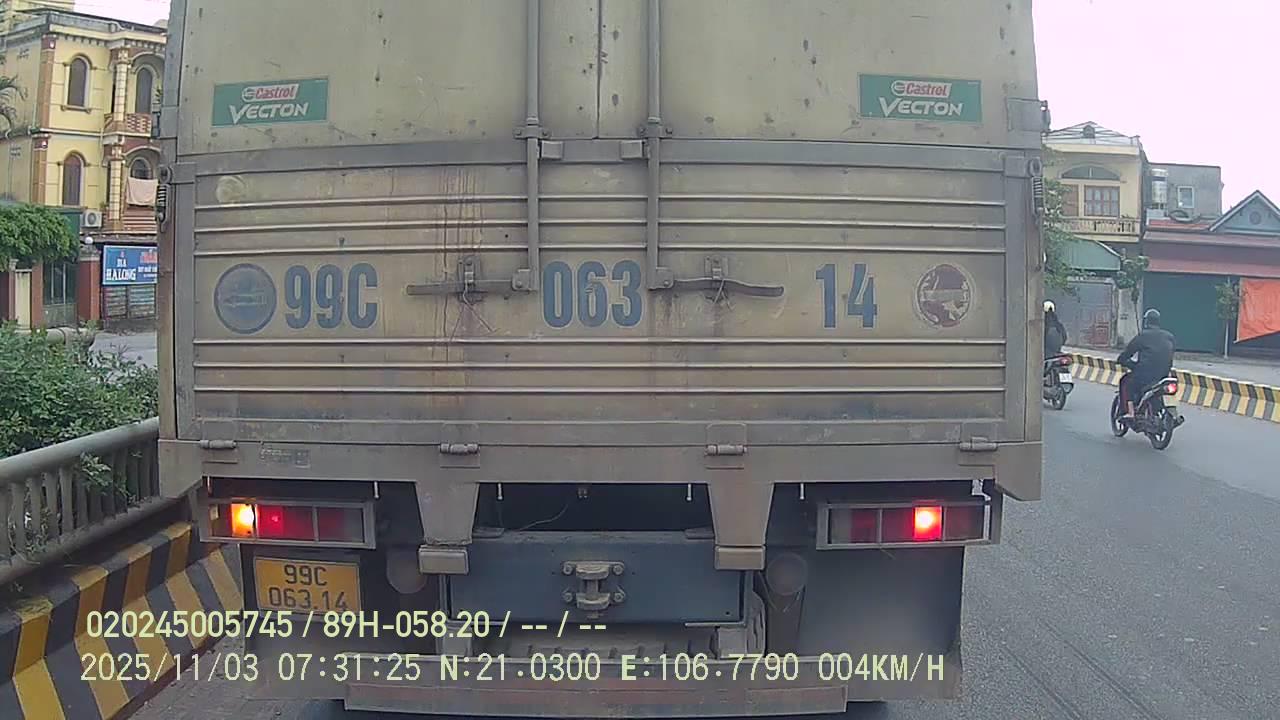 Castrol
VECTON
Castrol
VECTON
BIA
HALONG
99C 063 14
99C
063.14
020245005745 / 89H-058.20 / -- / --
2025/11/03 07:31:25 N:21.0300 E:106.7790 004KM/H